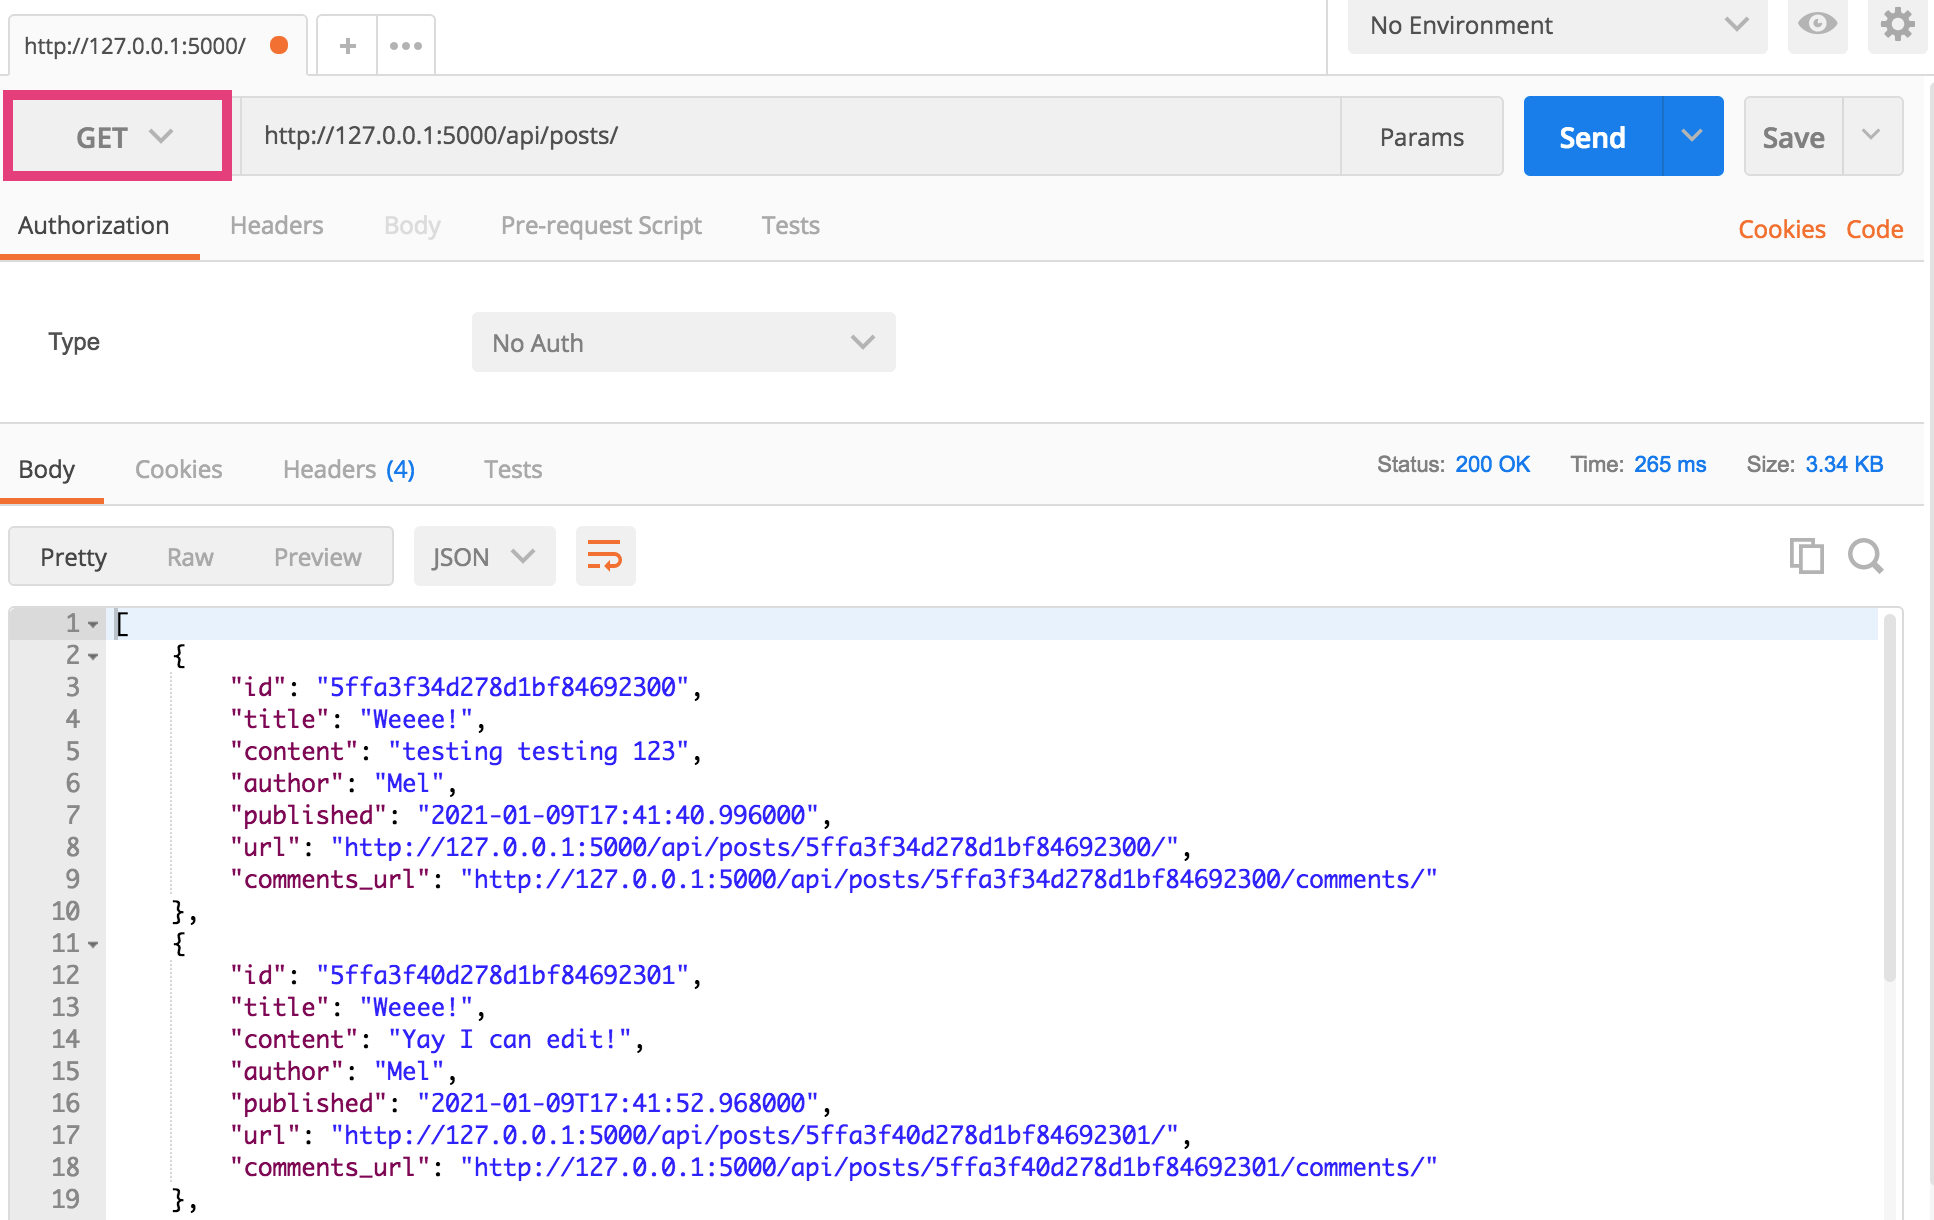 http://127.0.0.1:5000/ + ••• No Environment
GET http://127.0.0.1:5000/api/posts/ Params Send Save
Authorization Headers Body Pre-request Script Tests Cookies Code
Type No Auth
Body Cookies Headers (4) Tests Status: 200 OK Time: 265 ms Size: 3.34 KB
Pretty Raw Preview JSON
1 [
2 {
3 "id": "5ffa3f34d278d1bf84692300",
4 "title": "Weeee!",
5 "content": "testing testing 123",
6 "author": "Mel",
7 "published": "2021-01-09T17:41:40.996000",
8 "url": "http://127.0.0.1:5000/api/posts/5ffa3f34d278d1bf84692300/",
9 "comments_url": "http://127.0.0.1:5000/api/posts/5ffa3f34d278d1bf84692300/comments/"
10 },
11 {
12 "id": "5ffa3f40d278d1bf84692301",
13 "title": "Weeee!",
14 "content": "Yay I can edit!",
15 "author": "Mel",
16 "published": "2021-01-09T17:41:52.968000",
17 "url": "http://127.0.0.1:5000/api/posts/5ffa3f40d278d1bf84692301/",
18 "comments_url": "http://127.0.0.1:5000/api/posts/5ffa3f40d278d1bf84692301/comments/"
19 },